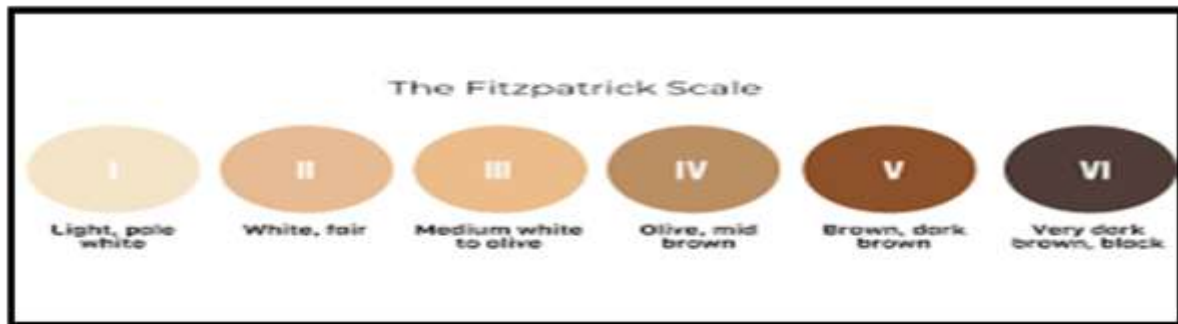 The Fitzpatrick Scale
I
II
III
IV
V
VI
Light, pale
white
White, fair
Medium white
to olive
Olive, mid
brown
Brown, dark
brown
Very dark
brown, black